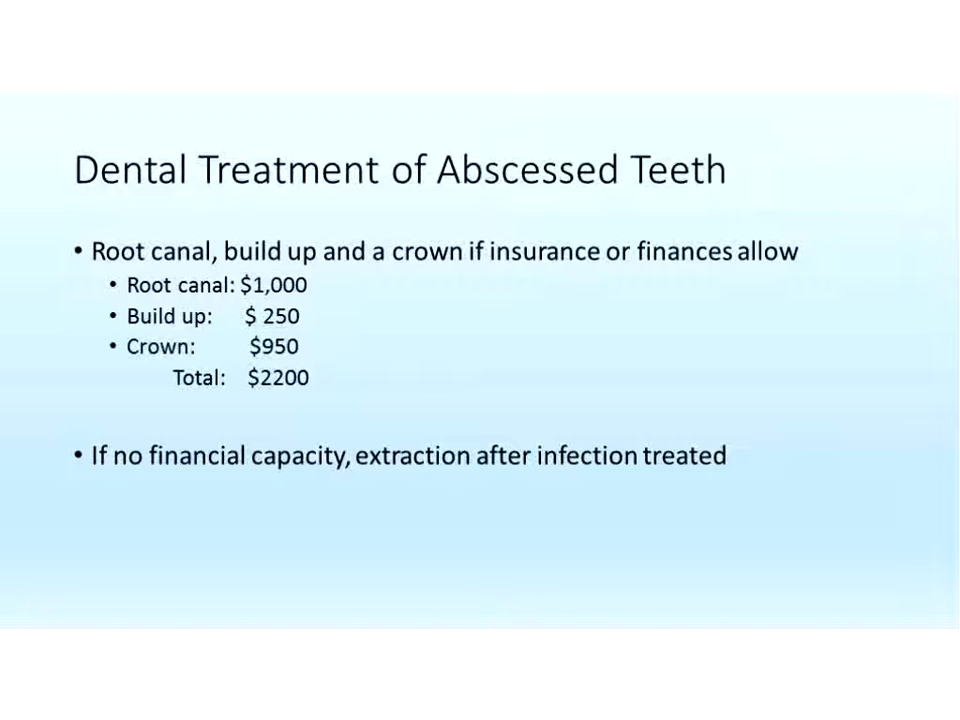 Dental Treatment of Abscessed Teeth
• Root canal, build up and a crown if insurance or finances allow
• Root canal: $1,000
• Build up: $ 250
• Crown: $950
Total: $2200
• If no financial capacity, extraction after infection treated